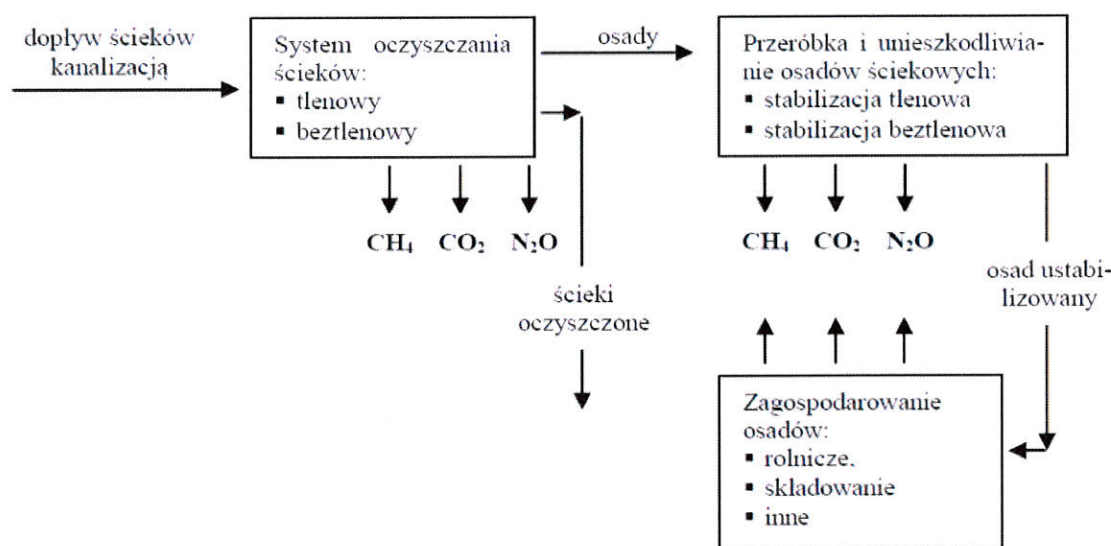 dopływ ścieków
kanalizacją
System oczyszczania
ścieków:
▪ tlenowy
▪ beztlenowy
osady
Przeróbka i unieszkodliwia-
nie osadów ściekowych:
▪ stabilizacja tlenowa
▪ stabilizacja beztlenowa
CH₄ CO₂ N₂O
CH₄ CO₂ N₂O
ścieki
oczyszczone
osad ustabi-
lizowany
Zagospodarowanie
osadów:
▪ rolnicze,
▪ składowanie
▪ inne